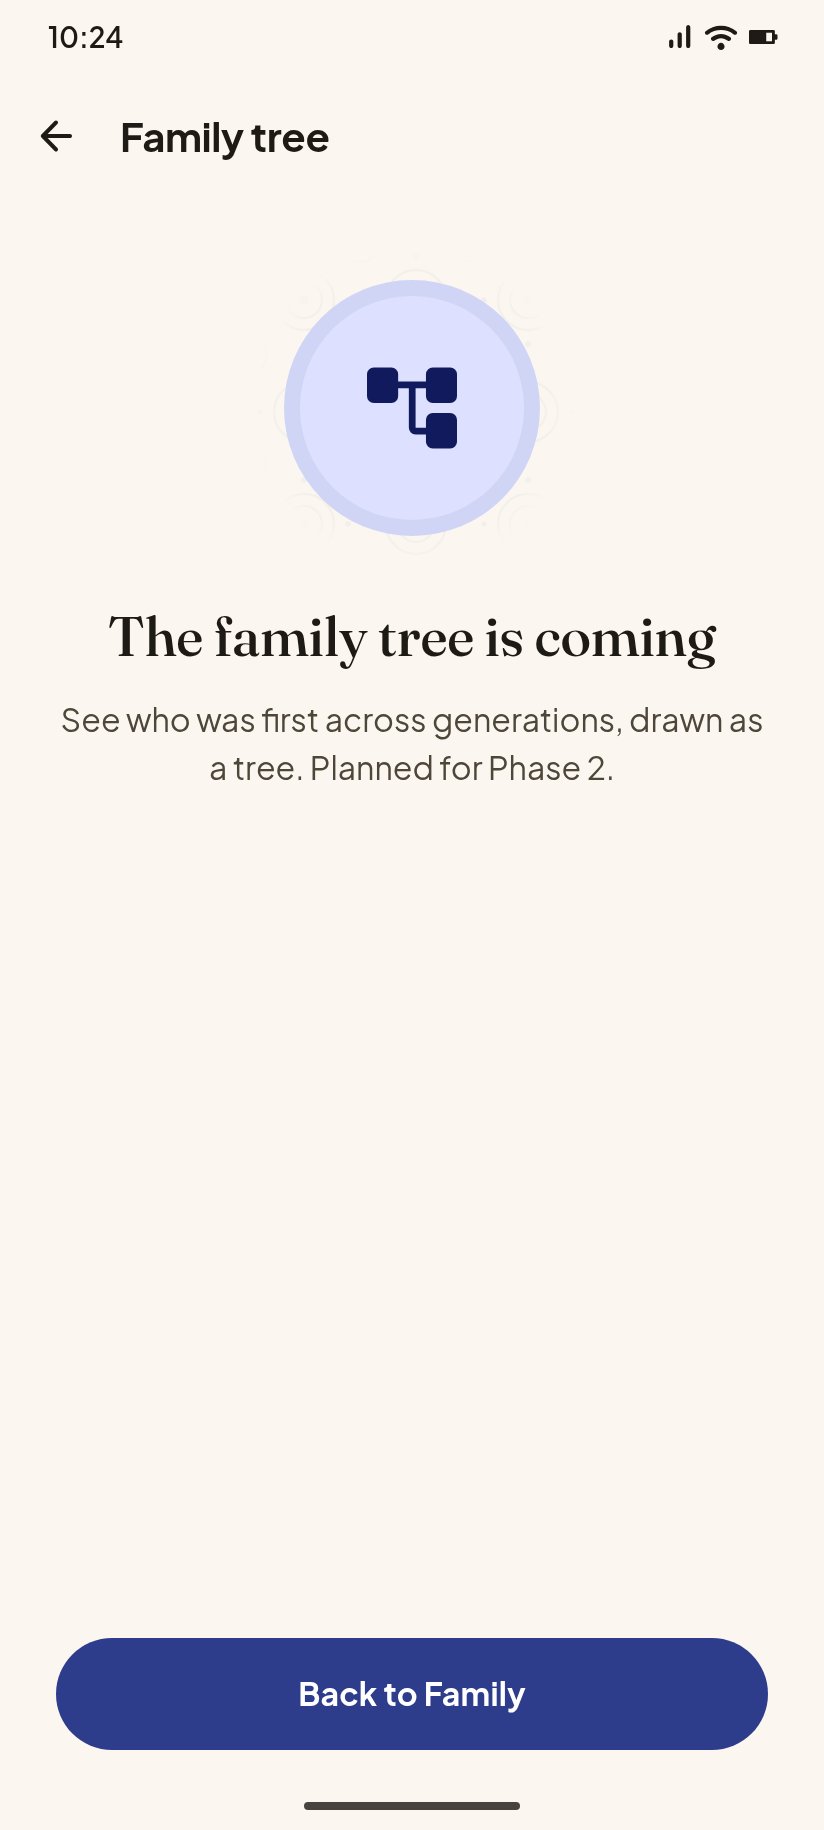 10:24
Family tree
The family tree is coming
See who was first across generations, drawn as
a tree. Planned for Phase 2.
Back to Family